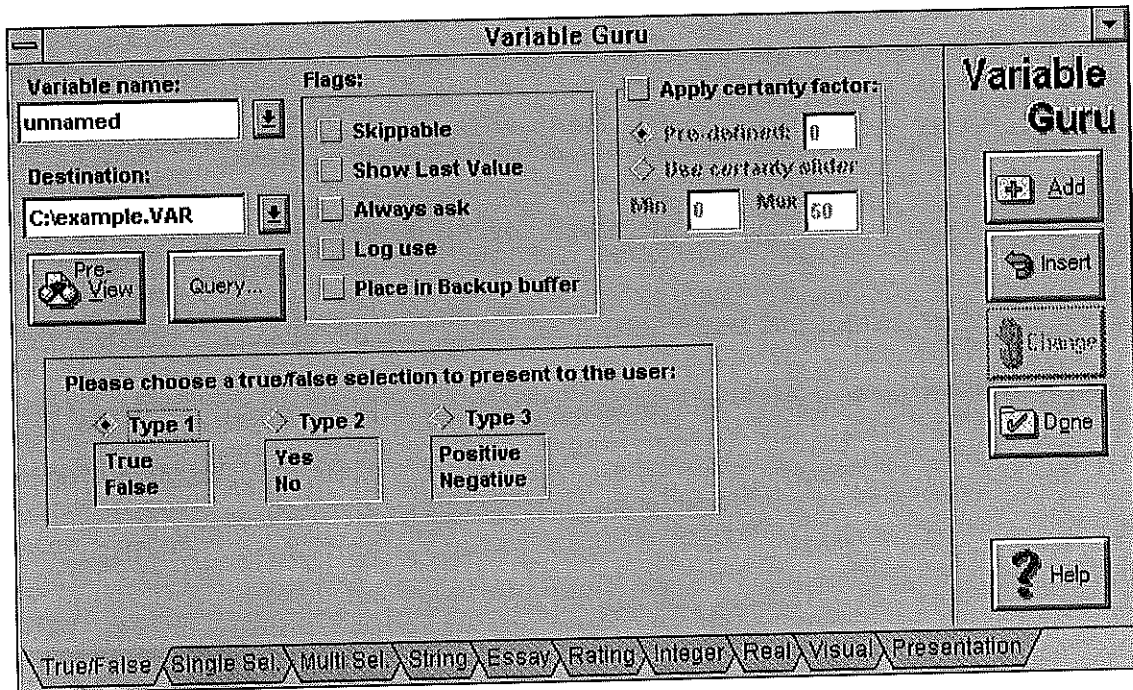 Variable Guru
Variable name:
unnamed
Destination:
C:\example.VAR
Pre-
View
Query...
Flags:
Skippable
Show Last Value
Always ask
Log use
Place in Backup buffer
Apply certanty factor:
Pre-defined: 0
Use certanty slider
Min 0 Max 60
Please choose a true/false selection to present to the user:
Type 1
True
False
Type 2
Yes
No
Type 3
Positive
Negative
Variable
Guru
Add
Insert
Change
Done
Help
True/False Single Sel. Multi Sel. String Essay Rating Integer Real Visual Presentation